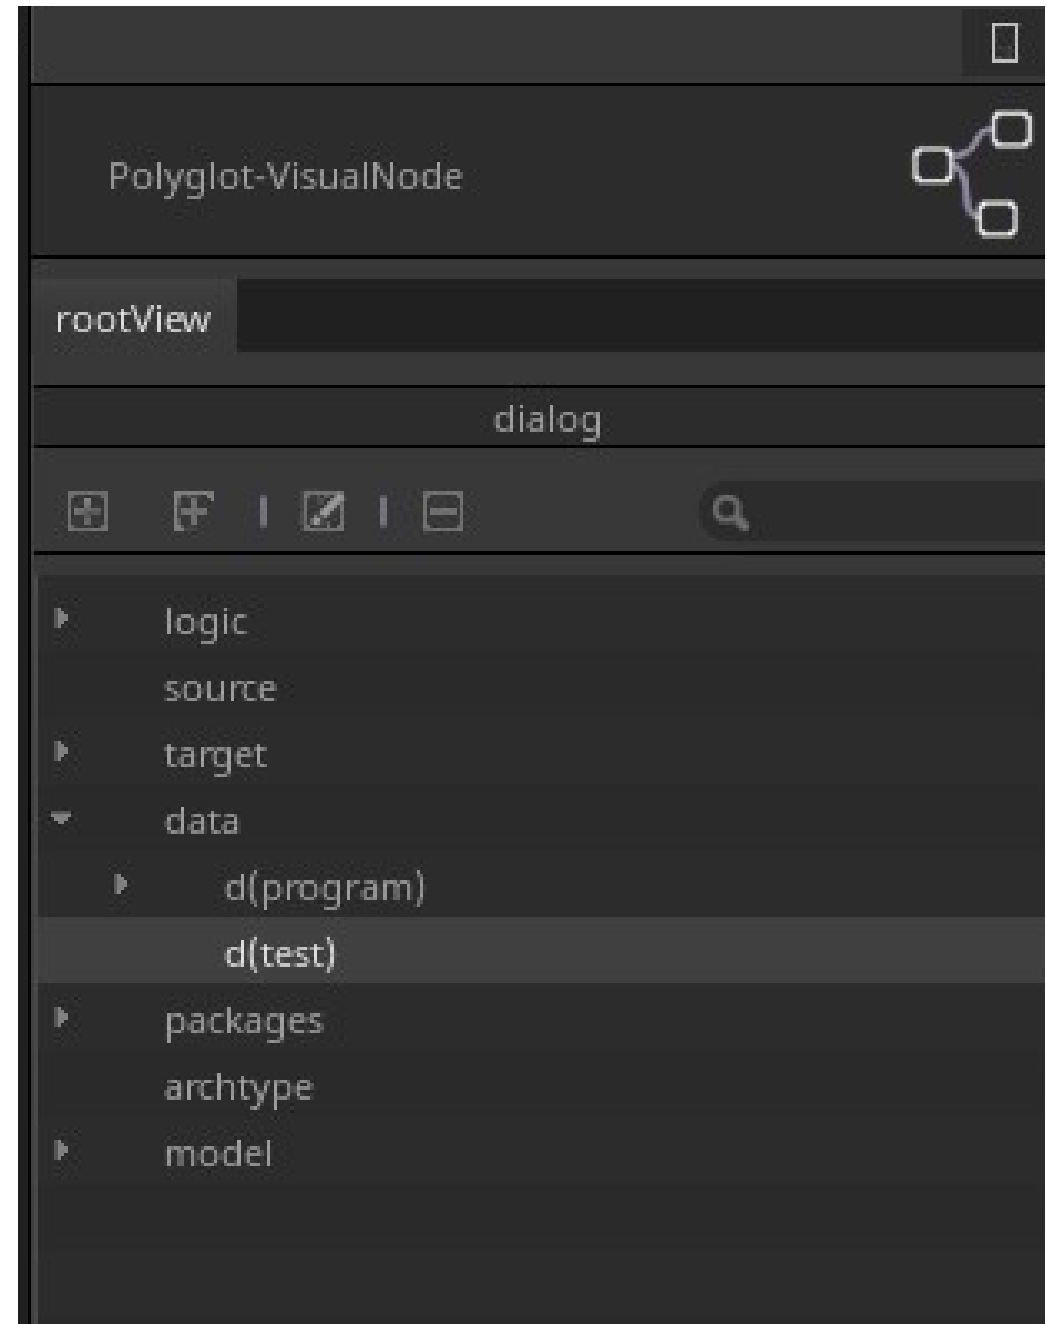 Polyglot-VisualNode
rootView
dialog
logic
source
target
data
d(program)
d(test)
packages
archtype
model